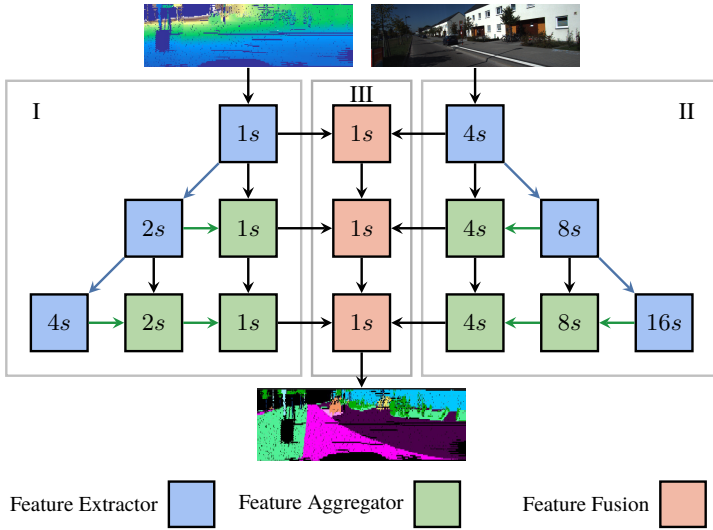 I
III
II
1s 1s 4s
2s 1s 1s 4s 8s
4s 2s 1s 1s 4s 8s 16s
Feature Extractor Feature Aggregator Feature Fusion